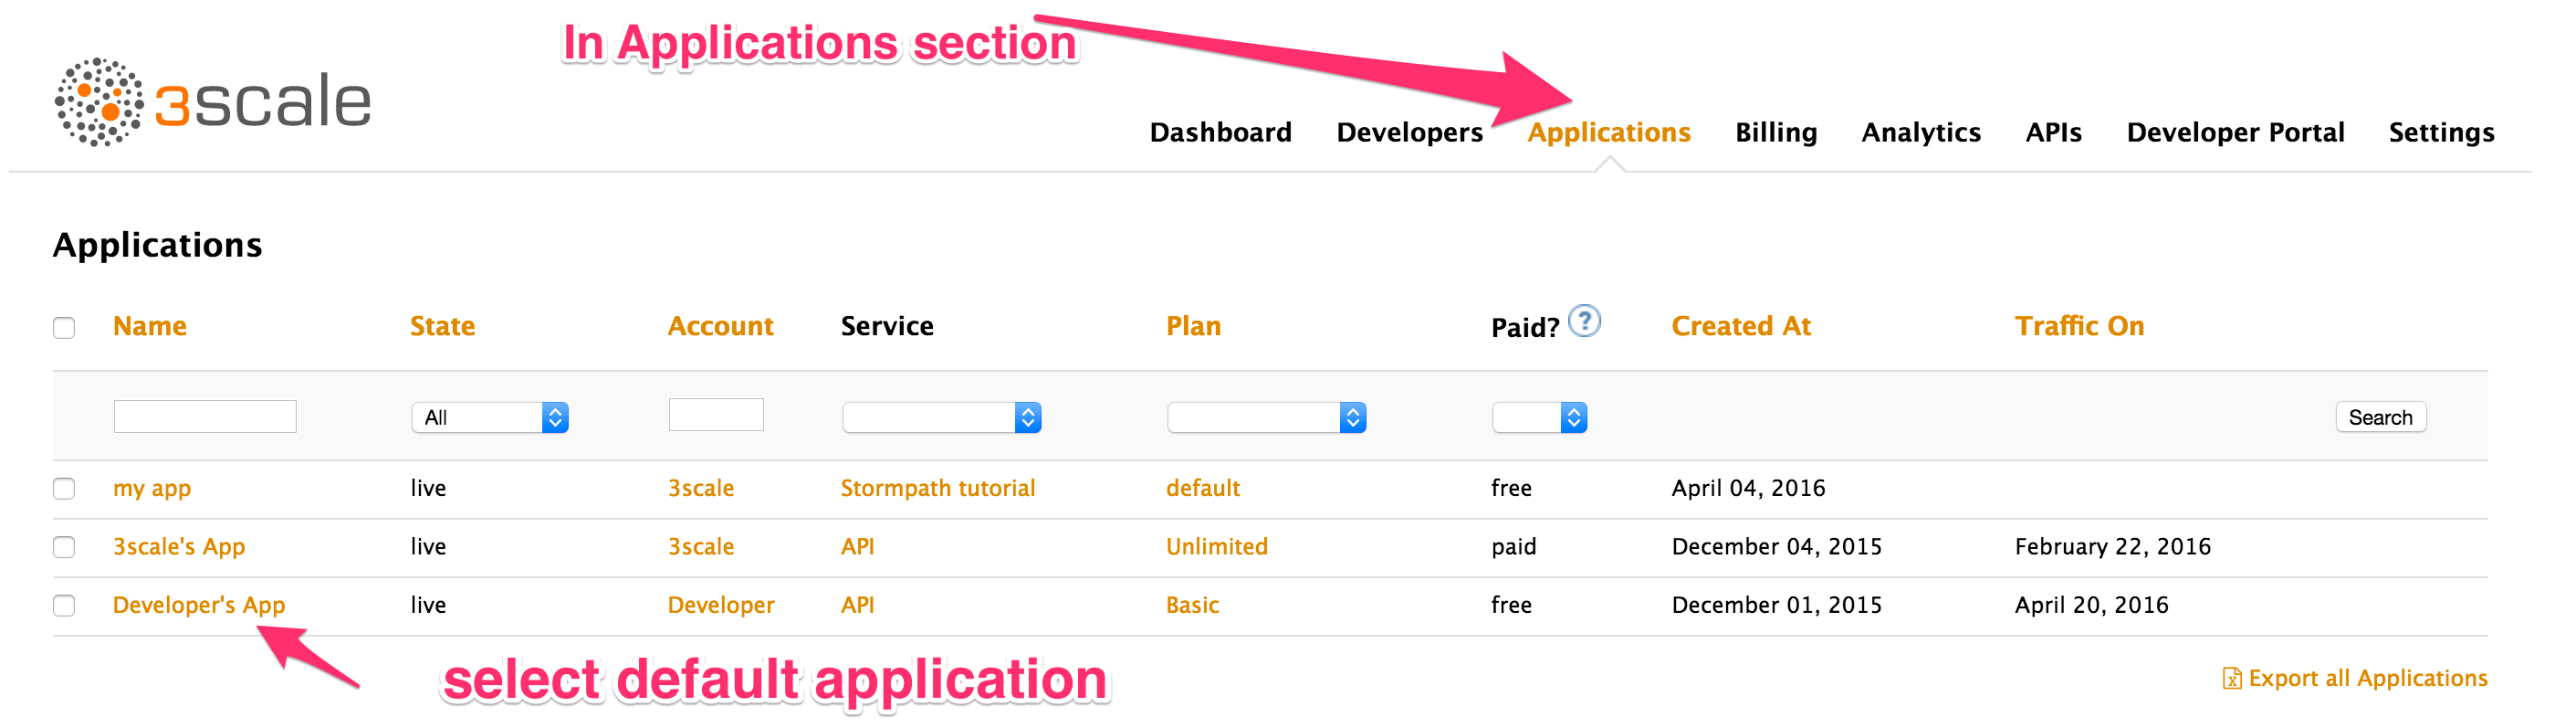 In Applications section
3scale
Dashboard Developers Applications Billing Analytics APIs Developer Portal Settings
Applications
Name State Account Service Plan Paid? ? Created At Traffic On
All Search
my app live 3scale Stormpath tutorial default free April 04, 2016
3scale's App live 3scale API Unlimited paid December 04, 2015 February 22, 2016
Developer's App live Developer API Basic free December 01, 2015 April 20, 2016
select default application
Export all Applications